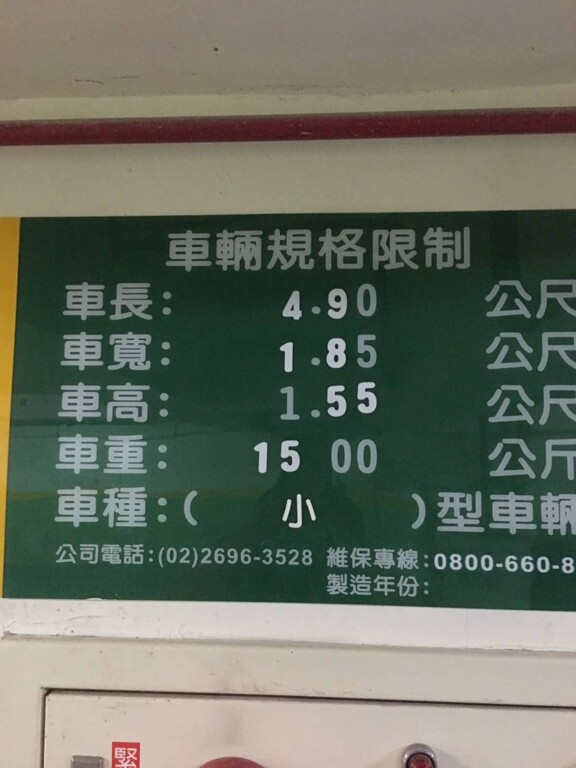 車輛規格限制
車長: 4.90 公尺
車寬: 1.85 公尺
車高: 1.55 公尺
車重: 1500 公斤
車種:( 小 )型車輛
公司電話:(02)2696-3528 維保專線:0800-660-8
製造年份:
緊